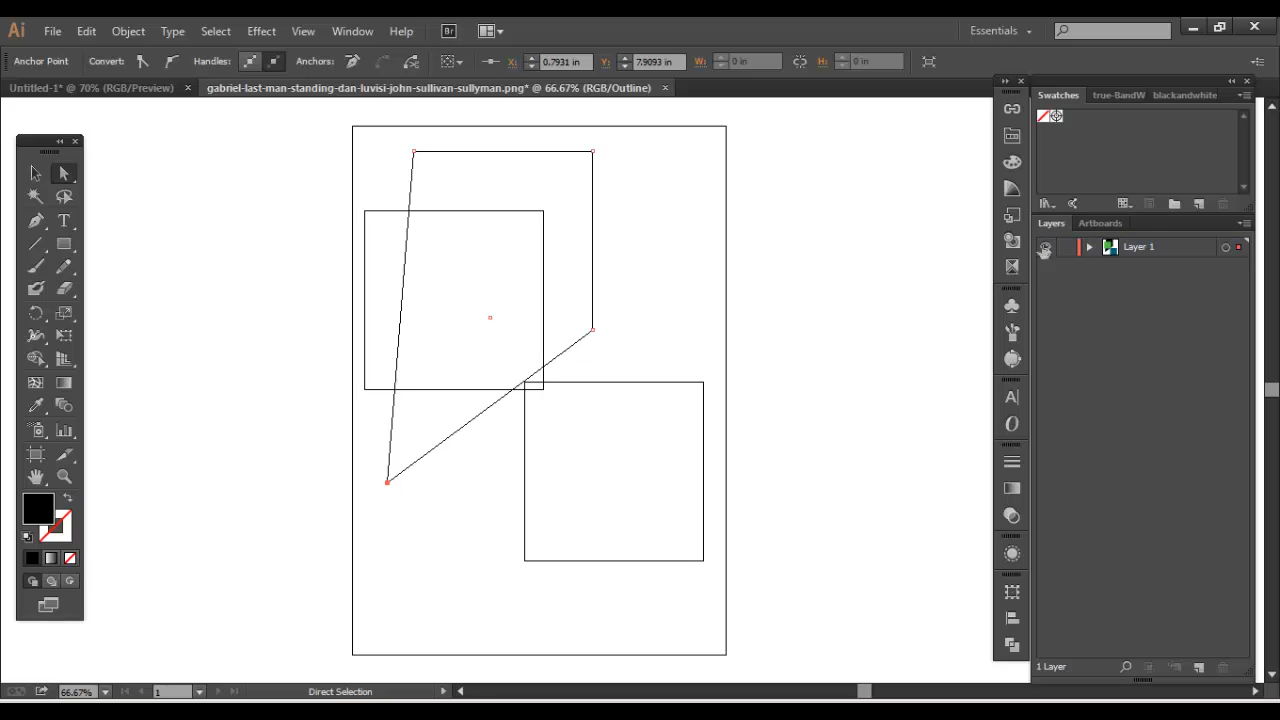 Ai File Edit Object Type Select Effect View Window Help Br Essentials
Anchor Point Convert: Handles: Anchors: X: 0.7931 in Y: 7.9093 in W: 0 in H: 0 in
Untitled-1* @ 70% (RGB/Preview) × gabriel-last-man-standing-dan-luvisi-john-sullivan-sullyman.png* @ 66.67% (RGB/Outline) ×
Swatches true-BandW blackandwhite
Layers Artboards
Layer 1
1 Layer
66.67% 1 Direct Selection